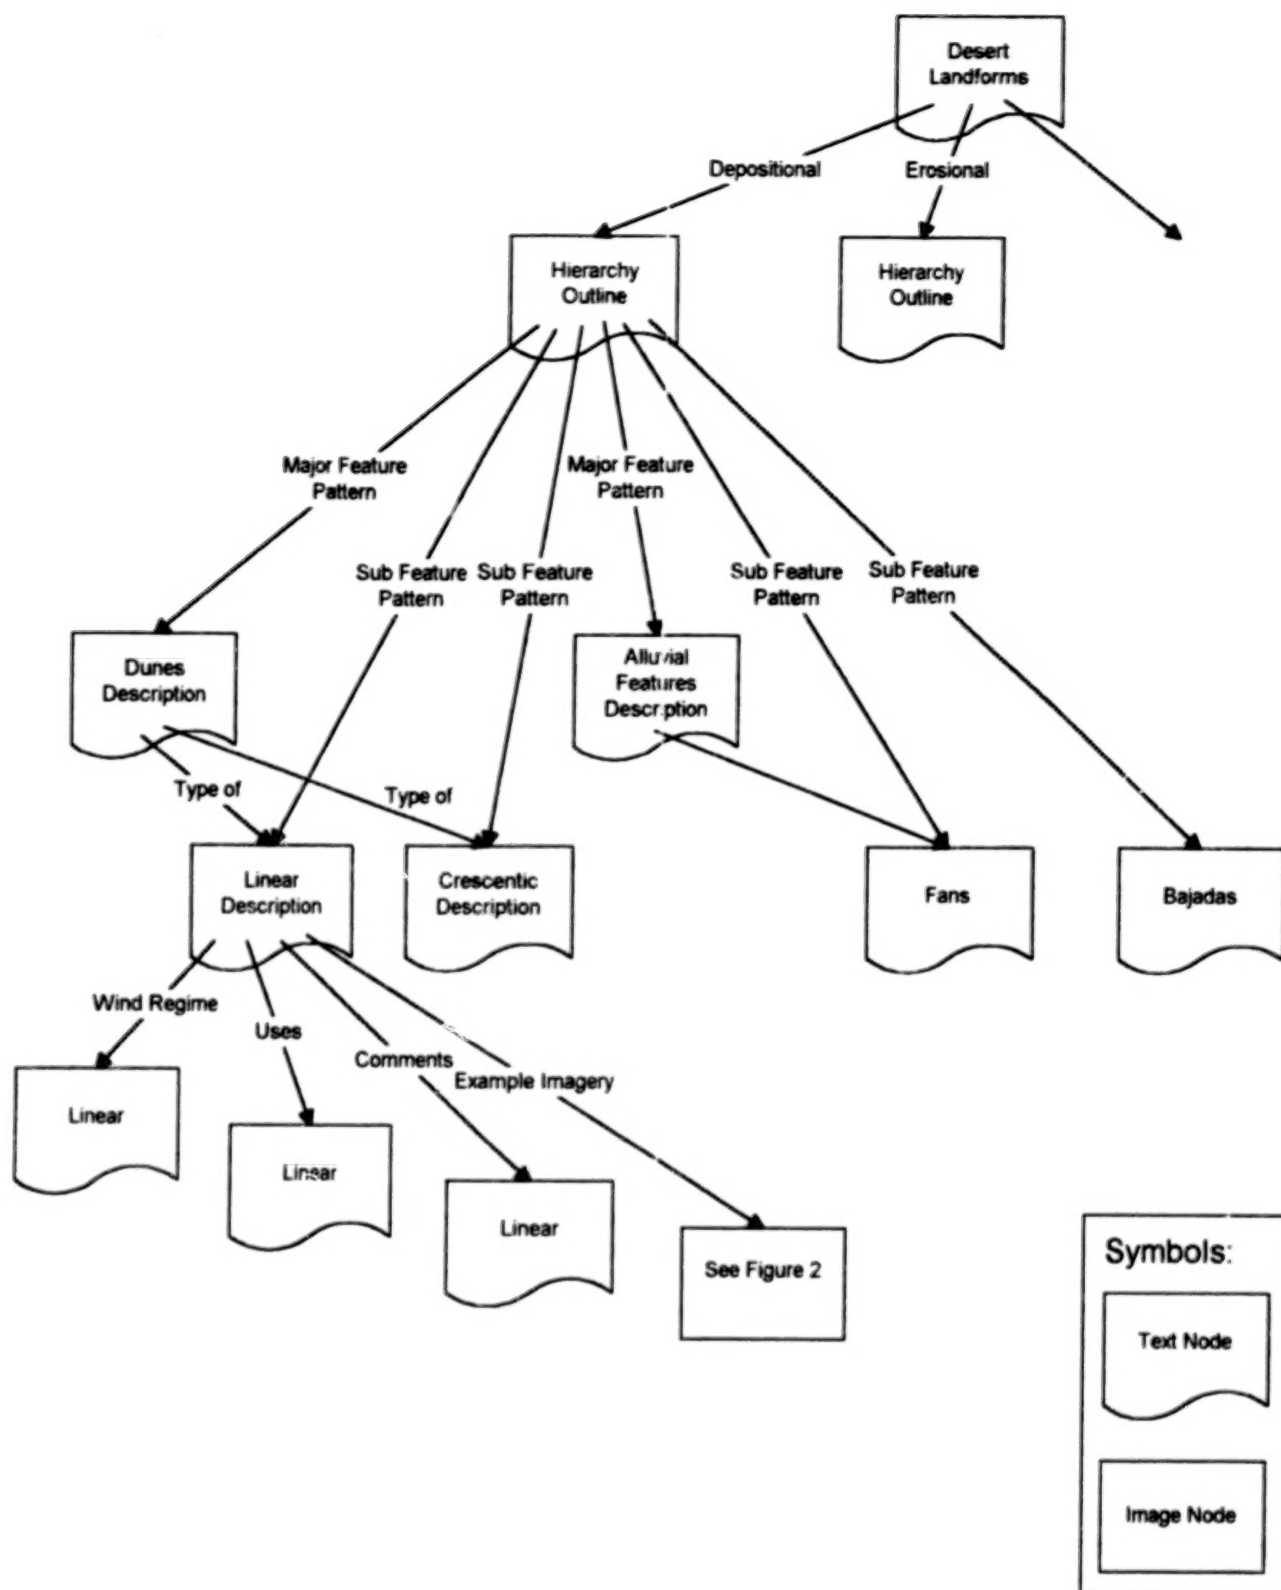 Desert
Landforms
Depositional
Erosional
Hierarchy
Outline
Hierarchy
Outline
Major Feature
Pattern
Major Feature
Pattern
Sub Feature
Pattern
Sub Feature
Pattern
Sub Feature
Pattern
Sub Feature
Pattern
Dunes
Description
Alluvial
Features
Description
Type of
Type of
Linear
Description
Crescentic
Description
Fans
Bajadas
Wind Regime
Uses
Comments
Example Imagery
Linear
Linear
Linear
See Figure 2
Symbols:
Text Node
Image Node